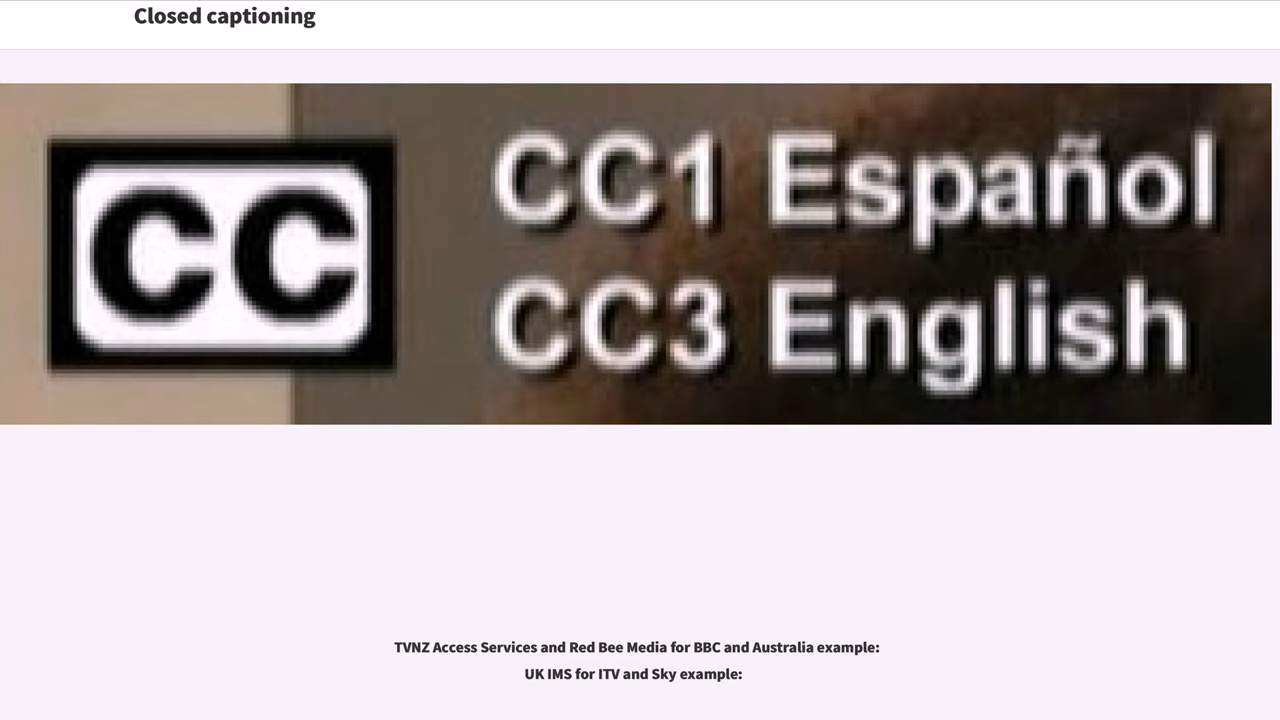 Closed captioning
CC
CC1 Español
CC3 English
TVNZ Access Services and Red Bee Media for BBC and Australia example:
UK IMS for ITV and Sky example: